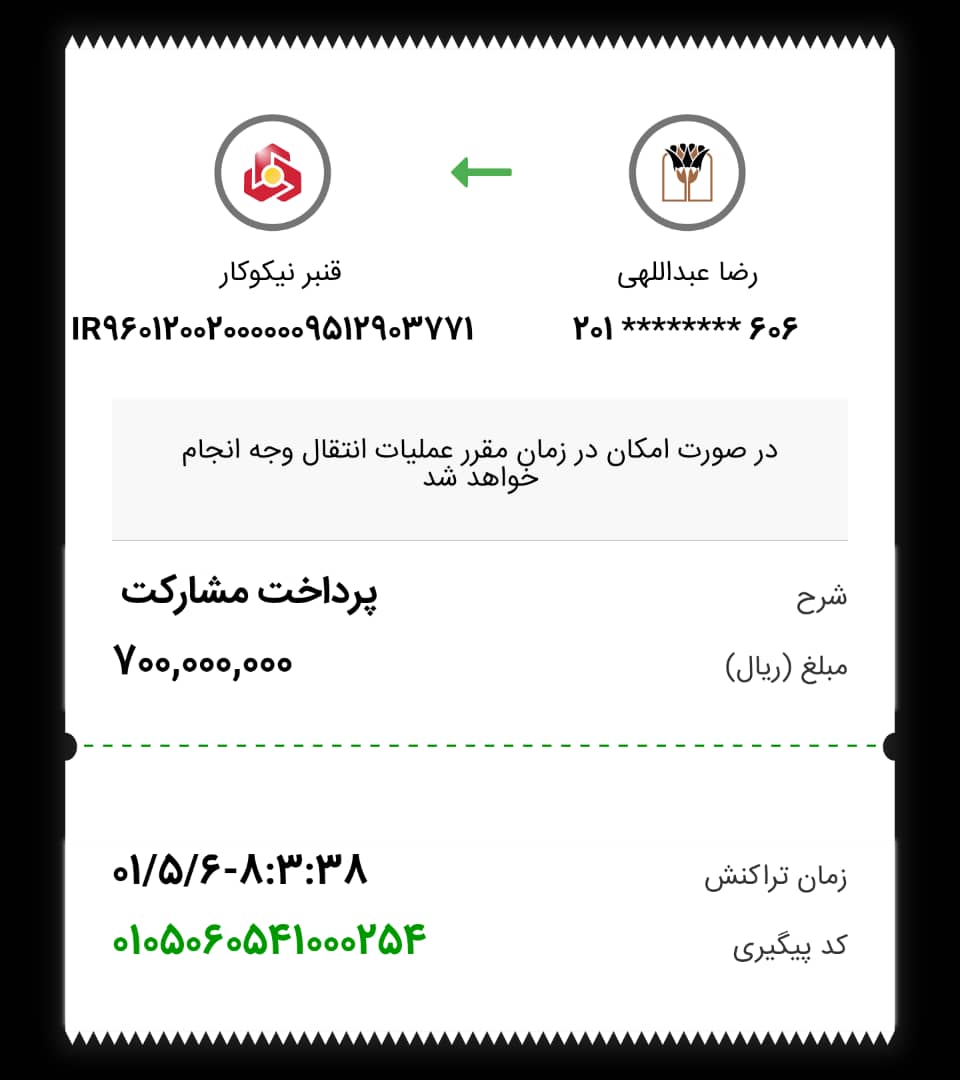 رضا عبداللهی
۲۰۱ ******** ۶۰۶
قنبر نیکوکار
IR۹۶۰۱۲۰۰۲۰۰۰۰۰۰۰۹۵۱۲۹۰۳۷۷۱
در صورت امکان در زمان مقرر عملیات انتقال وجه انجام
خواهد شد
شرح پرداخت مشارکت
مبلغ (ریال) ۷۰۰,۰۰۰,۰۰۰
زمان تراکنش ۰۱/۵/۶-۸:۳:۳۸
کد پیگیری ۰۱۰۵۰۶۰۵۴۱۰۰۰۲۵۴